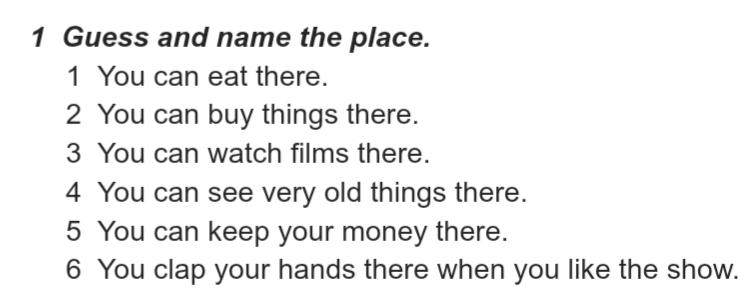 1 Guess and name the place.
1 You can eat there.
2 You can buy things there.
3 You can watch films there.
4 You can see very old things there.
5 You can keep your money there.
6 You clap your hands there when you like the show.